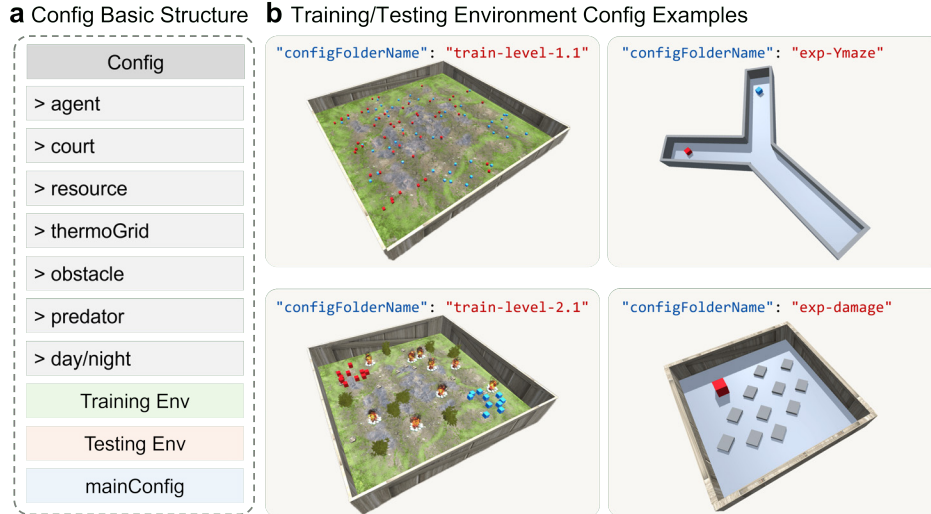 a Config Basic Structure
Config
> agent
> court
> resource
> thermoGrid
> obstacle
> predator
> day/night
Training Env
Testing Env
mainConfig
b Training/Testing Environment Config Examples
"configFolderName": "train-level-1.1"
"configFolderName": "exp-Ymaze"
"configFolderName": "train-level-2.1"
"configFolderName": "exp-damage"